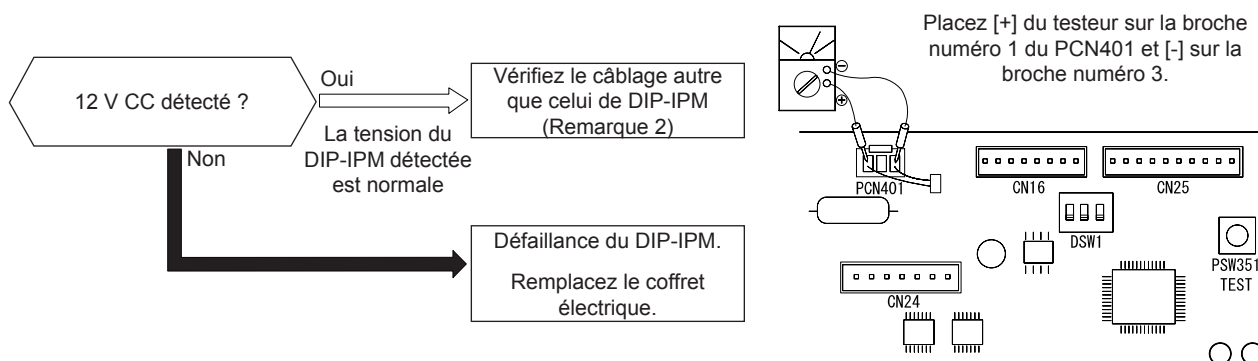 12 V CC détecté ?
Oui
La tension du
DIP-IPM détectée
est normale
Non
Vérifiez le câblage autre
que celui de DIP-IPM
(Remarque 2)
Défaillance du DIP-IPM.
Remplacez le coffret
électrique.
Placez [+] du testeur sur la broche
numéro 1 du PCN401 et [-] sur la
broche numéro 3.
PCN401
CN16
CN25
DSW1
PSW351
TEST
CN24